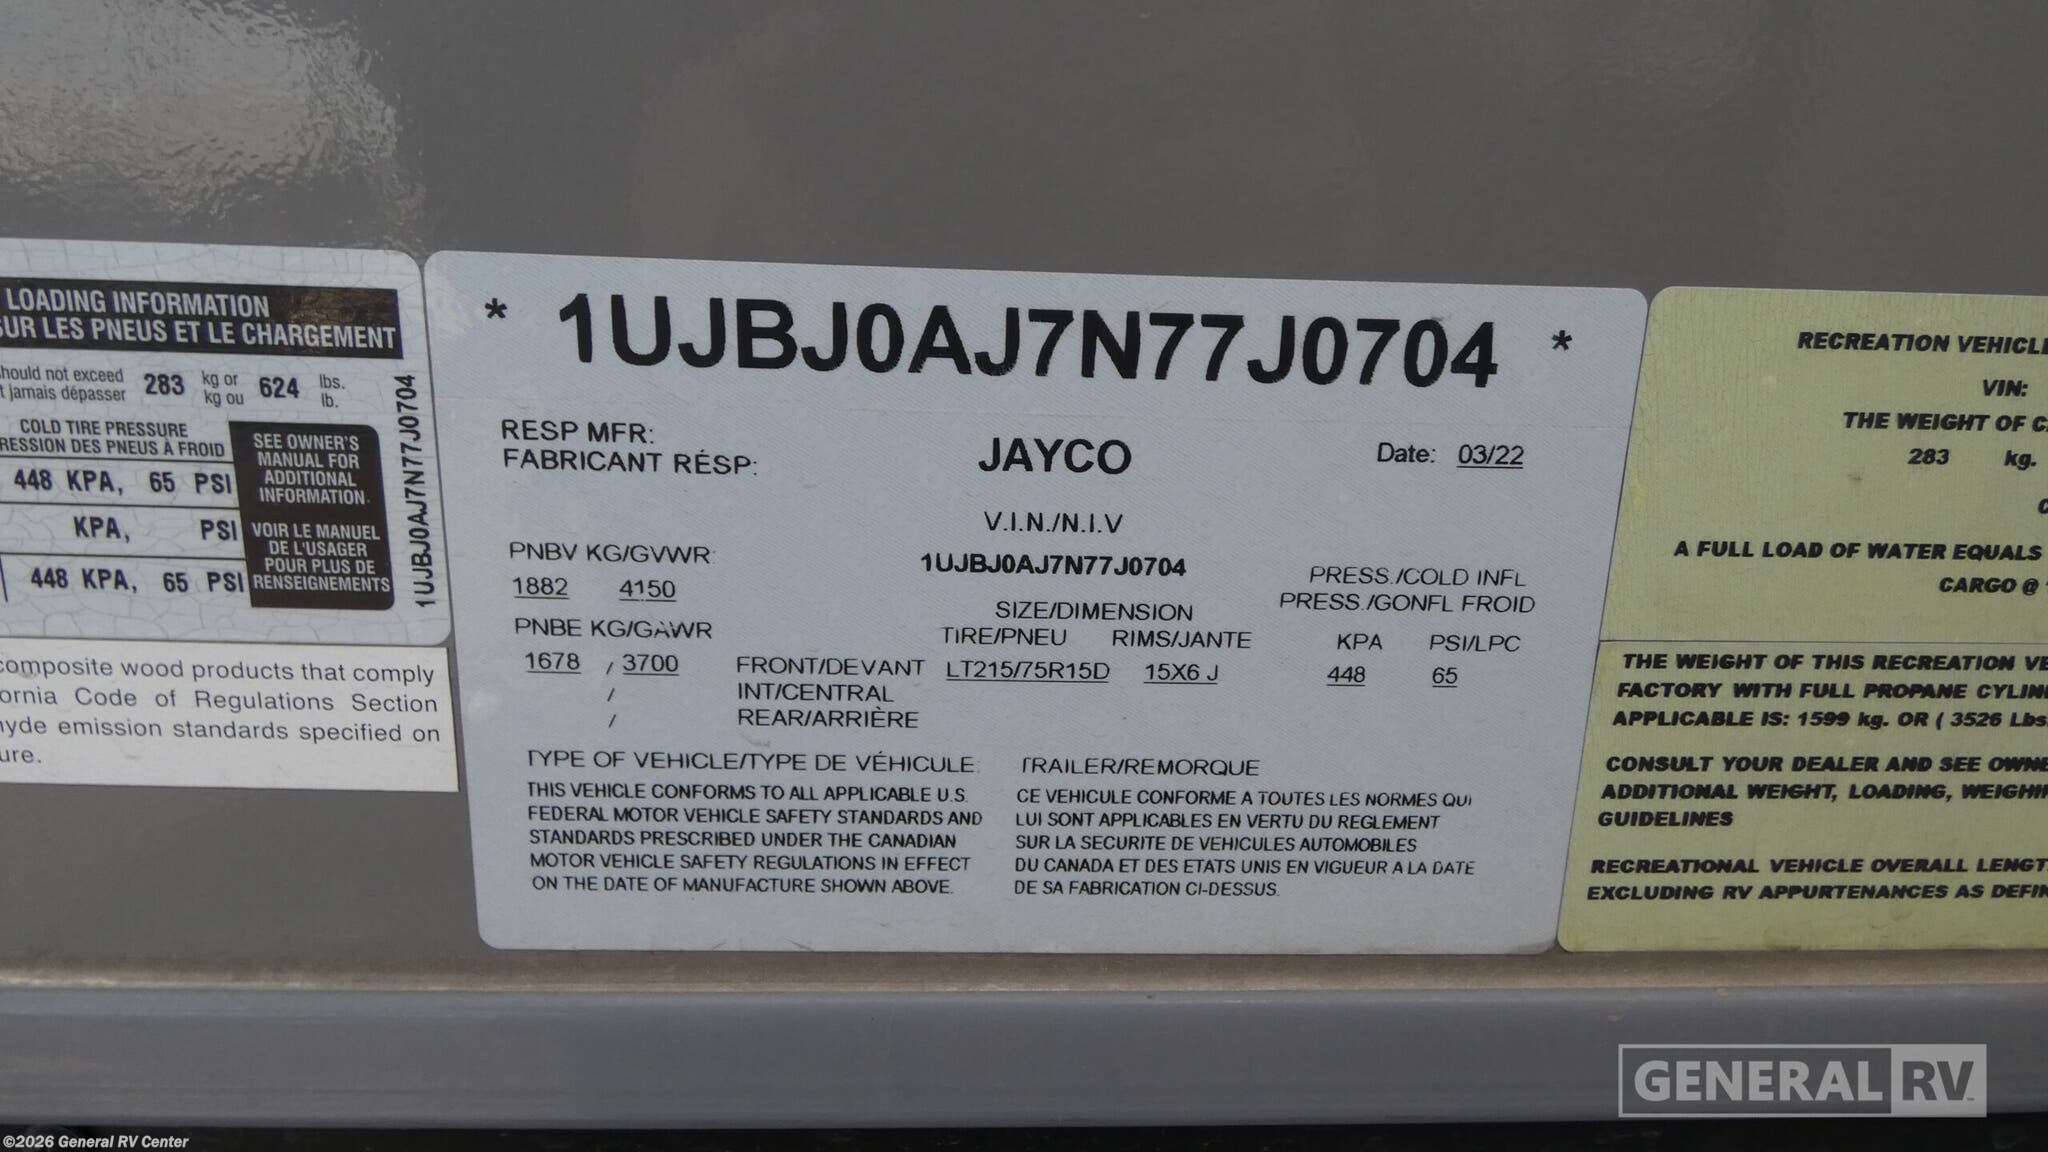 LOADING INFORMATION
SUR LES PNEUS ET LE CHARGEMENT
should not exceed 283 kg or 624 lbs.
t jamais dépasser kg ou lb.
COLD TIRE PRESSURE
RESSION DES PNEUS À FROID
448 KPA, 65 PSI
KPA, PSI
448 KPA, 65 PSI
SEE OWNER'S
MANUAL FOR
ADDITIONAL
INFORMATION.
VOIR LE MANUEL
DE L'USAGER
POUR PLUS DE
RENSEIGNEMENTS
1UJBJ0AJ7N77J0704
composite wood products that comply
ornia Code of Regulations Section
hyde emission standards specified on
ure.
* 1UJBJ0AJ7N77J0704 *
RESP MFR:
FABRICANT RÉSP:
JAYCO
Date: 03/22
V.I.N./N.I.V
1UJBJ0AJ7N77J0704
PNBV KG/GVWR:
1882 4150
PNBE KG/GAWR
SIZE/DIMENSION
TIRE/PNEU RIMS/JANTE
PRESS./COLD INFL
PRESS./GONFL FROID
KPA PSI/LPC
1678 / 3700 FRONT/DEVANT LT215/75R15D 15X6 J 448 65
/ INT/CENTRAL
/ REAR/ARRIÈRE
TYPE OF VEHICLE/TYPE DE VÉHICULE: TRAILER/REMORQUE
THIS VEHICLE CONFORMS TO ALL APPLICABLE U.S.
FEDERAL MOTOR VEHICLE SAFETY STANDARDS AND
STANDARDS PRESCRIBED UNDER THE CANADIAN
MOTOR VEHICLE SAFETY REGULATIONS IN EFFECT
ON THE DATE OF MANUFACTURE SHOWN ABOVE.
CE VEHICULE CONFORME A TOUTES LES NORMES QUI
LUI SONT APPLICABLES EN VERTU DU REGLEMENT
SUR LA SECURITE DE VEHICULES AUTOMOBILES
DU CANADA ET DES ETATS UNIS EN VIGUEUR A LA DATE
DE SA FABRICATION CI-DESSUS.
RECREATION VEHICLE
VIN:
THE WEIGHT OF C
283 kg.
A FULL LOAD OF WATER EQUALS
CARGO @
THE WEIGHT OF THIS RECREATION VE
FACTORY WITH FULL PROPANE CYLIN
APPLICABLE IS: 1599 kg. OR ( 3526 Lbs
CONSULT YOUR DEALER AND SEE OWNE
ADDITIONAL WEIGHT, LOADING, WEIGHIN
GUIDELINES
RECREATIONAL VEHICLE OVERALL LENGT
EXCLUDING RV APPURTENANCES AS DEFIN
GENERAL RV
©2026 General RV Center